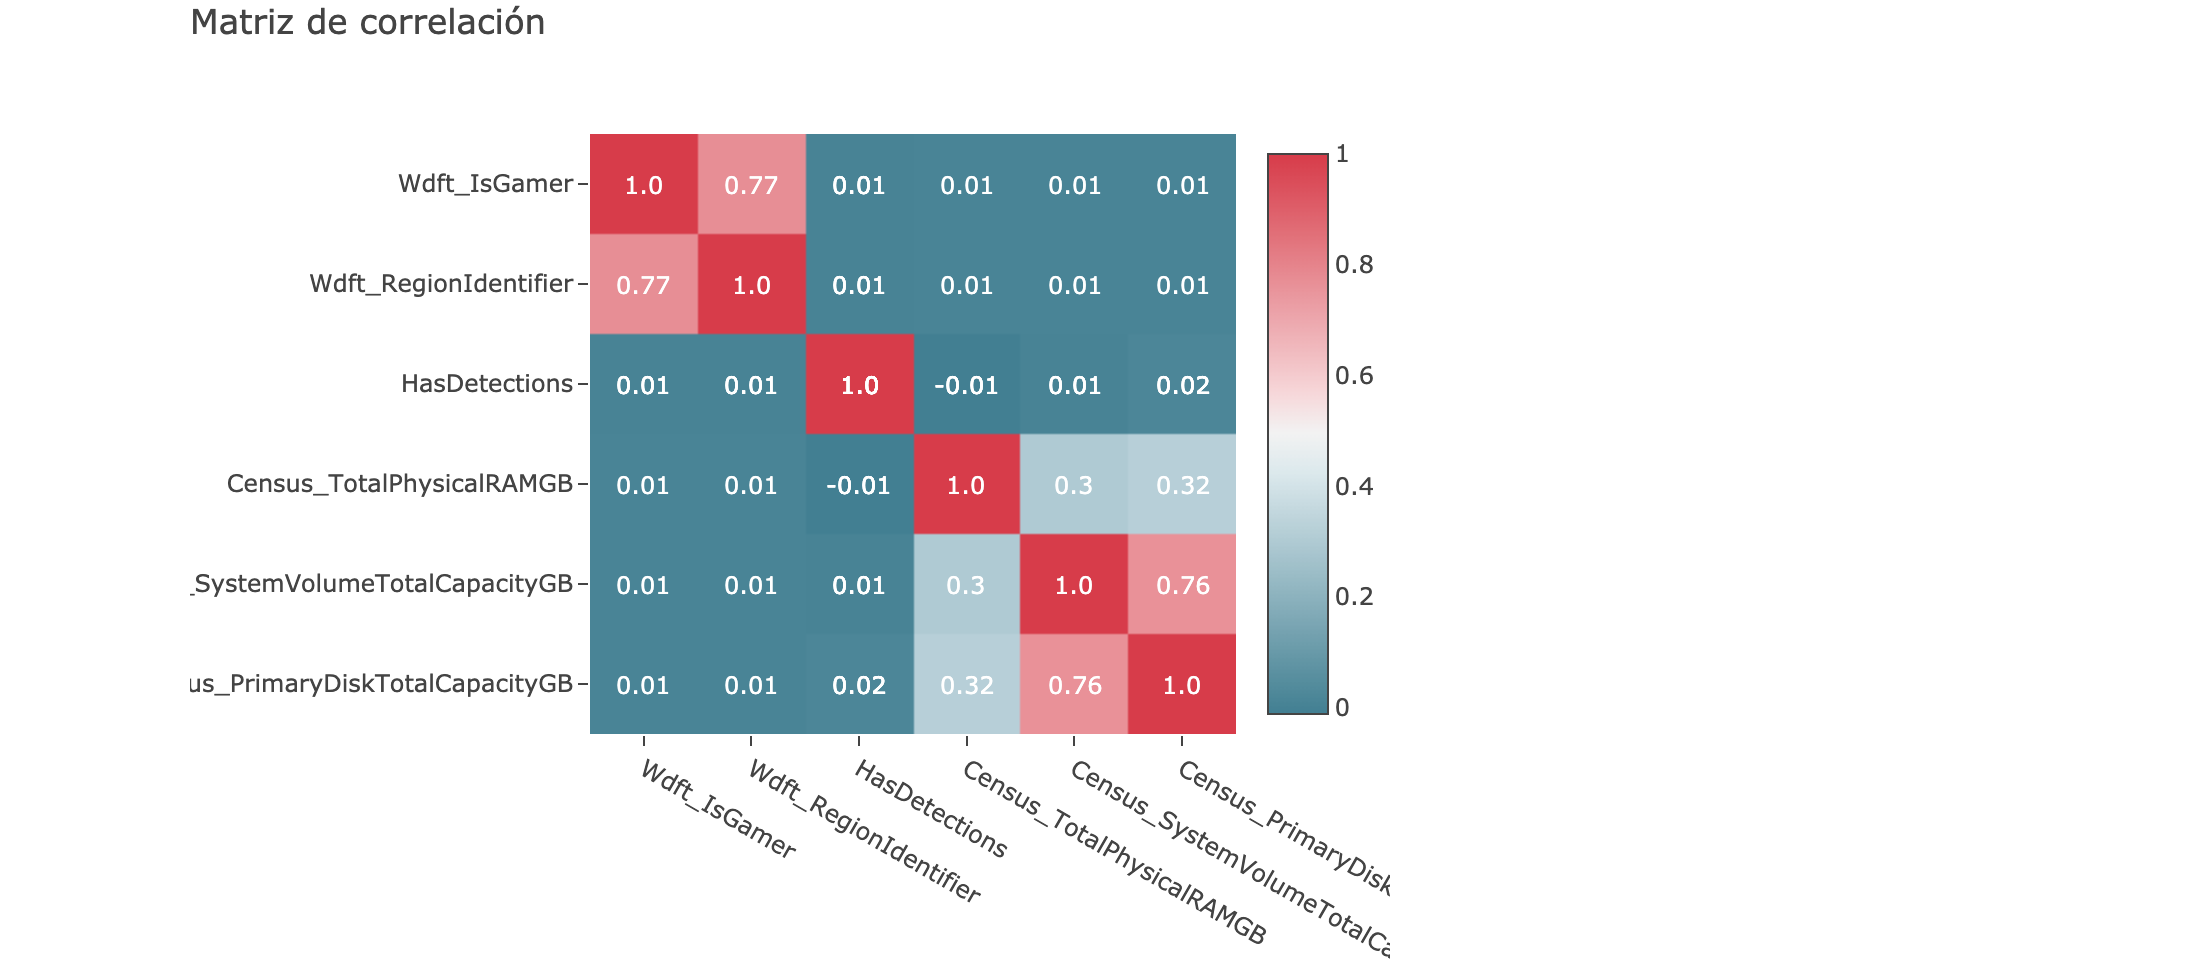 Matriz de correlación
Wdft_IsGamer 1.0 0.77 0.01 0.01 0.01 0.01
Wdft_RegionIdentifier 0.77 1.0 0.01 0.01 0.01 0.01
HasDetections 0.01 0.01 1.0 -0.01 0.01 0.02
Census_TotalPhysicalRAMGB 0.01 0.01 -0.01 1.0 0.3 0.32
_SystemVolumeTotalCapacityGB 0.01 0.01 0.01 0.3 1.0 0.76
us_PrimaryDiskTotalCapacityGB 0.01 0.01 0.02 0.32 0.76 1.0
1
0.8
0.6
0.4
0.2
0
Wdft_IsGamer
Wdft_RegionIdentifier
HasDetections
Census_TotalPhysicalRAMGB
Census_SystemVolumeTotalCa
Census_PrimaryDisk